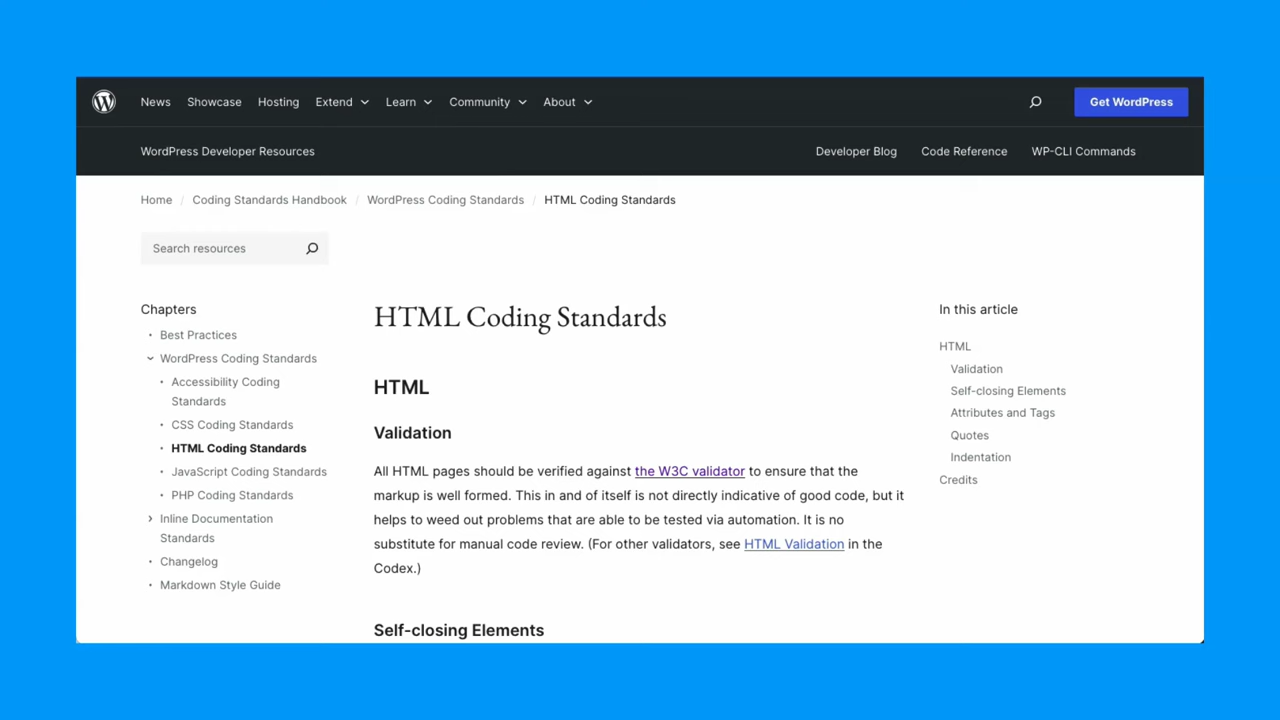 News Showcase Hosting Extend Learn Community About Get WordPress
WordPress Developer Resources Developer Blog Code Reference WP-CLI Commands
Home / Coding Standards Handbook / WordPress Coding Standards / HTML Coding Standards
Search resources
Chapters
Best Practices
WordPress Coding Standards
Accessibility Coding
Standards
CSS Coding Standards
HTML Coding Standards
JavaScript Coding Standards
PHP Coding Standards
Inline Documentation
Standards
Changelog
Markdown Style Guide
HTML Coding Standards
HTML
Validation
All HTML pages should be verified against the W3C validator to ensure that the
markup is well formed. This in and of itself is not directly indicative of good code, but it
helps to weed out problems that are able to be tested via automation. It is no
substitute for manual code review. (For other validators, see HTML Validation in the
Codex.)
Self-closing Elements
In this article
HTML
Validation
Self-closing Elements
Attributes and Tags
Quotes
Indentation
Credits